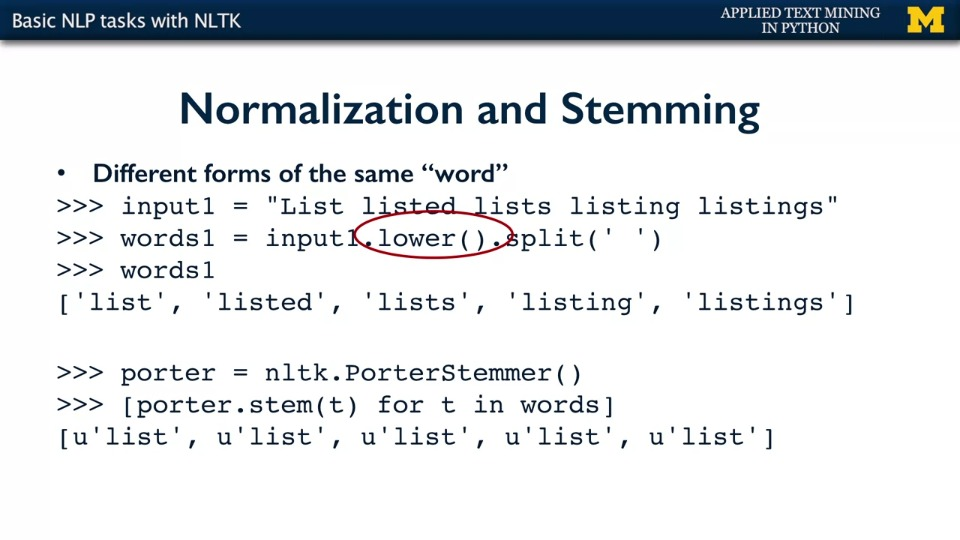 Basic NLP tasks with NLTK
APPLIED TEXT MINING
IN PYTHON
M
Normalization and Stemming
• Different forms of the same “word”
>>> input1 = "List listed lists listing listings"
>>> words1 = input1.lower().split(' ')
>>> words1
['list', 'listed', 'lists', 'listing', 'listings']
>>> porter = nltk.PorterStemmer()
>>> [porter.stem(t) for t in words]
[u'list', u'list', u'list', u'list', u'list']